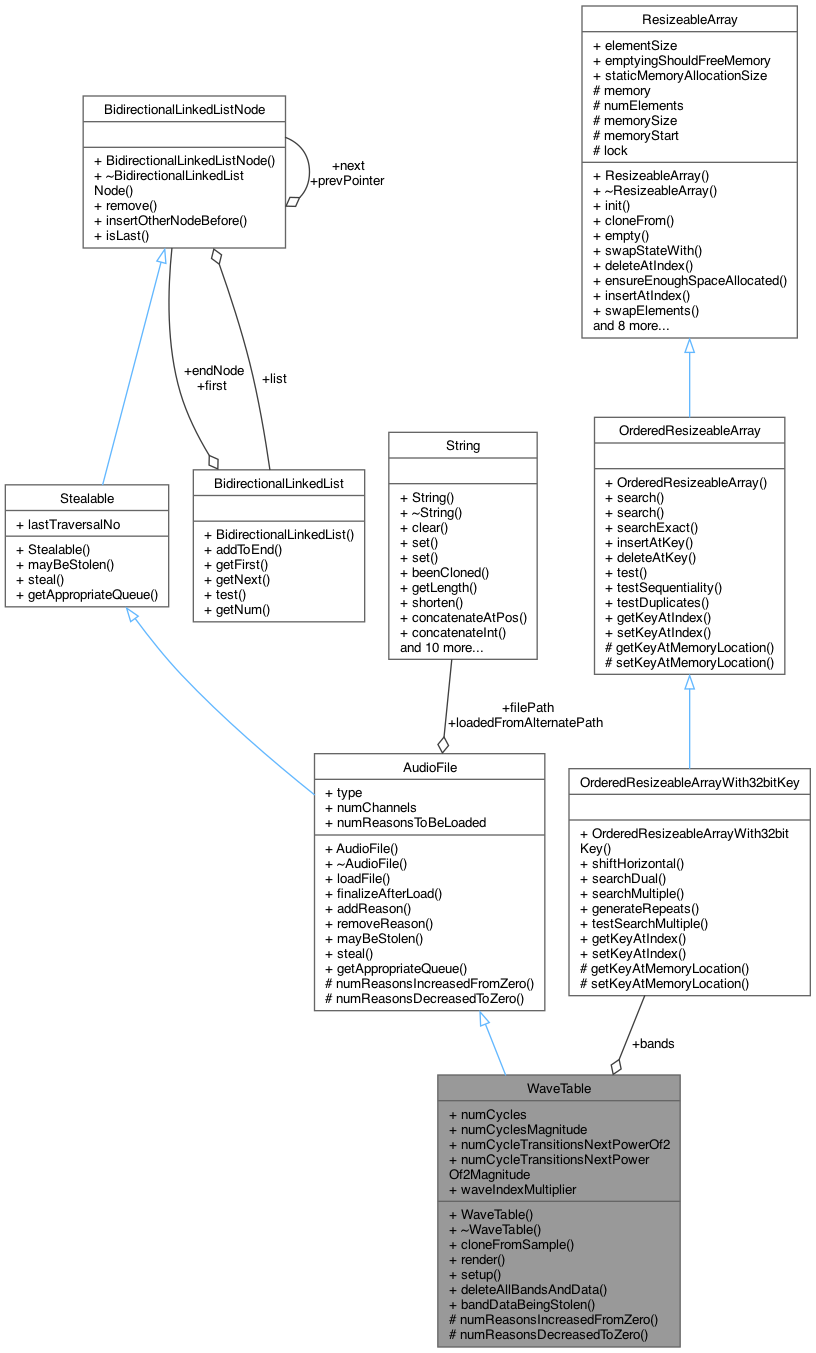 ResizeableArray
+ elementSize
+ emptyingShouldFreeMemory
+ staticMemoryAllocationSize
# memory
# numElements
# memorySize
# memoryStart
# lock
+ ResizeableArray()
+ ~ResizeableArray()
+ init()
+ cloneFrom()
+ empty()
+ swapStateWith()
+ deleteAtIndex()
+ ensureEnoughSpaceAllocated()
+ insertAtIndex()
+ swapElements()
and 8 more...
BidirectionalLinkedListNode
+ BidirectionalLinkedListNode()
+ ~BidirectionalLinkedList
Node()
+ remove()
+ insertOtherNodeBefore()
+ isLast()
+next
+prevPointer
+endNode
+first
+list
Stealable
+ lastTraversalNo
+ Stealable()
+ mayBeStolen()
+ steal()
+ getAppropriateQueue()
BidirectionalLinkedList
+ BidirectionalLinkedList()
+ addToEnd()
+ getFirst()
+ getNext()
+ test()
+ getNum()
String
+ String()
+ ~String()
+ clear()
+ set()
+ set()
+ beenCloned()
+ getLength()
+ shorten()
+ concatenateAtPos()
+ concatenateInt()
and 10 more...
OrderedResizeableArray
+ OrderedResizeableArray()
+ search()
+ search()
+ searchExact()
+ insertAtKey()
+ deleteAtKey()
+ test()
+ testSequentiality()
+ testDuplicates()
+ getKeyAtIndex()
+ setKeyAtIndex()
# getKeyAtMemoryLocation()
# setKeyAtMemoryLocation()
+filePath
+loadedFromAlternatePath
AudioFile
+ type
+ numChannels
+ numReasonsToBeLoaded
+ AudioFile()
+ ~AudioFile()
+ loadFile()
+ finalizeAfterLoad()
+ addReason()
+ removeReason()
+ mayBeStolen()
+ steal()
+ getAppropriateQueue()
# numReasonsIncreasedFromZero()
# numReasonsDecreasedToZero()
OrderedResizeableArrayWith32bitKey
+ OrderedResizeableArrayWith32bit
Key()
+ shiftHorizontal()
+ searchDual()
+ searchMultiple()
+ generateRepeats()
+ testSearchMultiple()
+ getKeyAtIndex()
+ setKeyAtIndex()
# getKeyAtMemoryLocation()
# setKeyAtMemoryLocation()
+bands
WaveTable
+ numCycles
+ numCyclesMagnitude
+ numCycleTransitionsNextPowerOf2
+ numCycleTransitionsNextPower
Of2Magnitude
+ waveIndexMultiplier
+ WaveTable()
+ ~WaveTable()
+ cloneFromSample()
+ render()
+ setup()
+ deleteAllBandsAndData()
+ bandDataBeingStolen()
# numReasonsIncreasedFromZero()
# numReasonsDecreasedToZero()